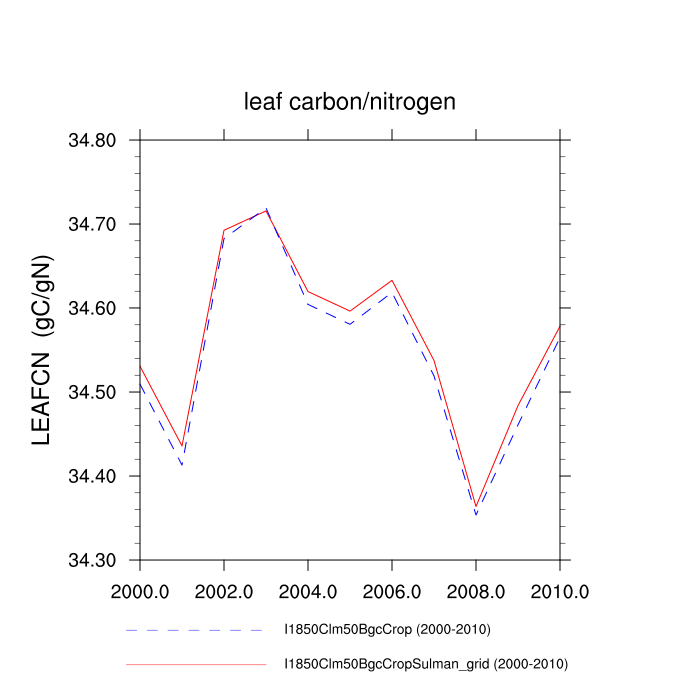 leaf carbon/nitrogen
34.80
34.70
34.60
34.50
34.40
34.30
LEAFCN (gC/gN)
2000.0 2002.0 2004.0 2006.0 2008.0 2010.0
I1850Clm50BgcCrop (2000-2010)
I1850Clm50BgcCropSulman_grid (2000-2010)